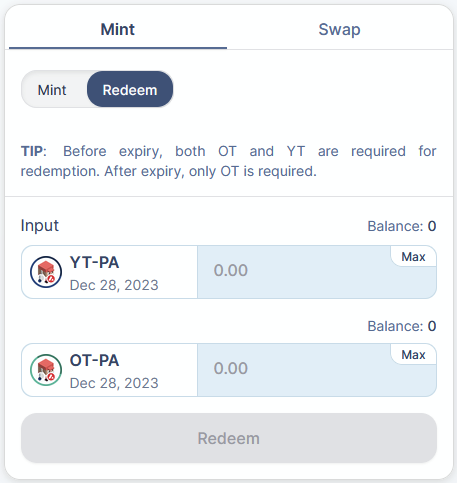 Mint Swap
Mint Redeem
TIP: Before expiry, both OT and YT are required for
redemption. After expiry, only OT is required.
Input Balance: 0
YT-PA 0.00 Max
Dec 28, 2023
Balance: 0
OT-PA 0.00 Max
Dec 28, 2023
Redeem